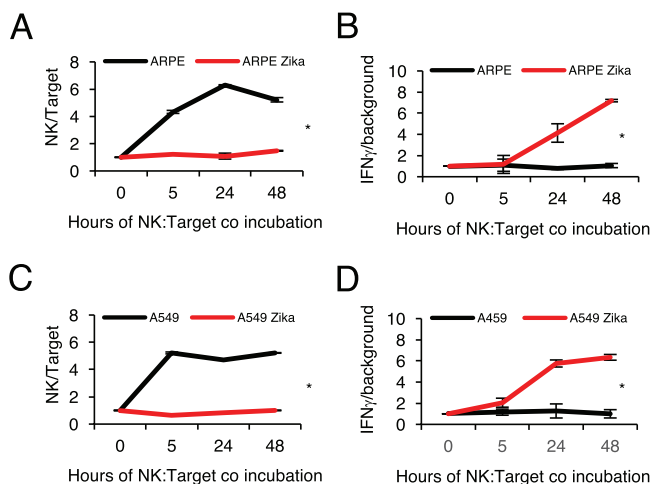 A
ARPE ARPE Zika
NK/Target
8
6
4
2
0
0 5 24 48
Hours of NK:Target co incubation
*
B
ARPE ARPE Zika
IFNγ/background
10
8
6
4
2
0
0 5 24 48
Hours of NK:Target co incubation
*
C
A549 A549 Zika
NK/Target
8
6
4
2
0
0 5 24 48
Hours of NK:Target co incubation
*
D
A459 A549 Zika
IFNγ/background
10
8
6
4
2
0
0 5 24 48
Hours of NK:Target co incubation
*